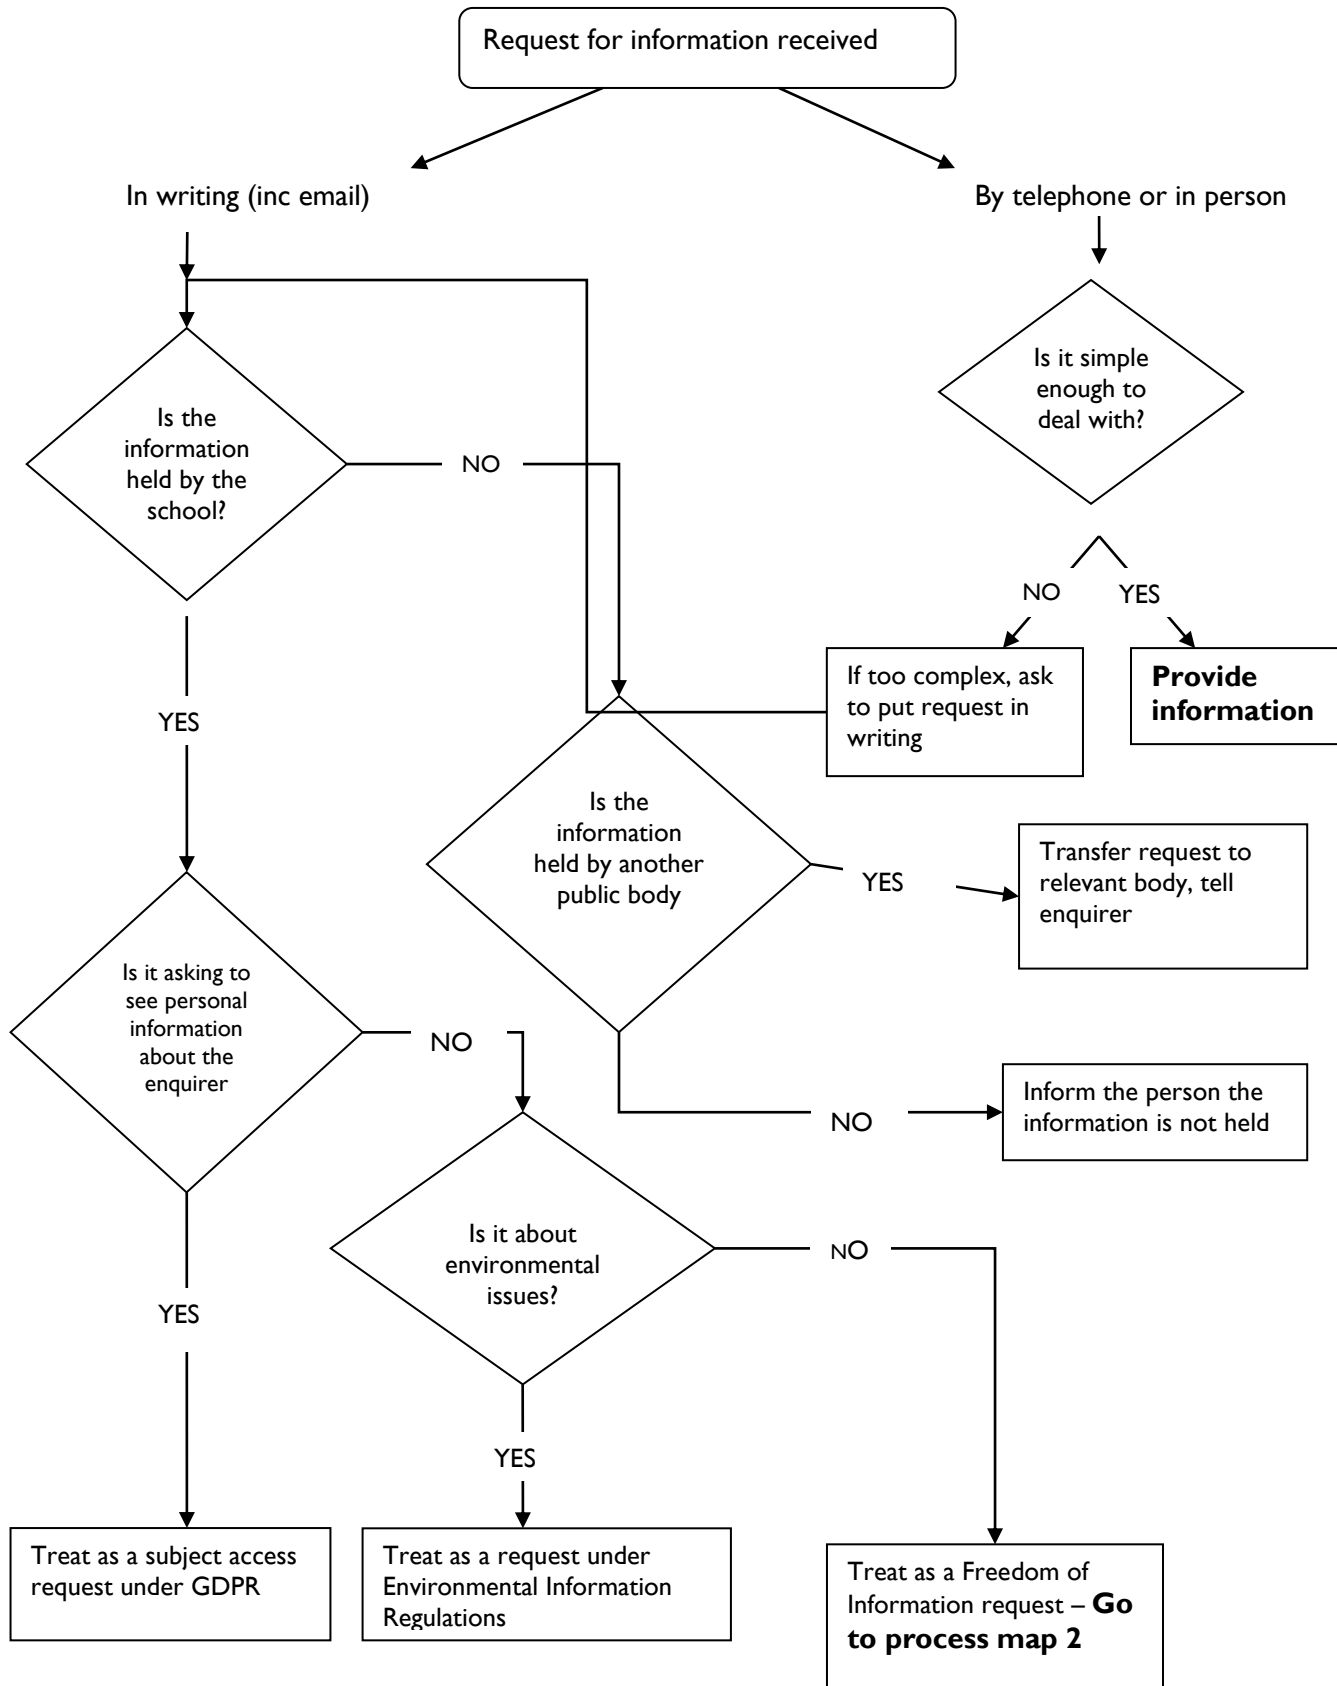 Request for information received
In writing (inc email)
By telephone or in person
Is it simple
enough to
deal with?
Is the
information
held by the
school?
NO
NO
YES
If too complex, ask
to put request in
writing
Provide
information
YES
Is the
information
held by another
public body
YES
Transfer request to
relevant body, tell
enquirer
Is it asking to
see personal
information
about the
enquirer
NO
NO
Inform the person the
information is not held
Is it about
environmental
issues?
NO
YES
YES
Treat as a subject access
request under GDPR
Treat as a request under
Environmental Information
Regulations
Treat as a Freedom of
Information request – Go
to process map 2